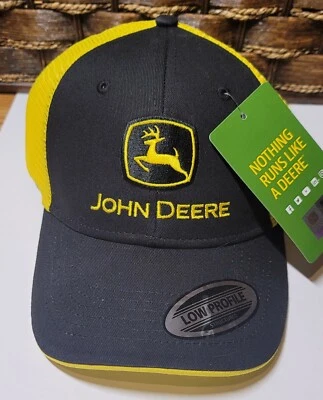 JOHN DEERE
NOTHING
RUNS LIKE
A DEERE
LOW PROFILE